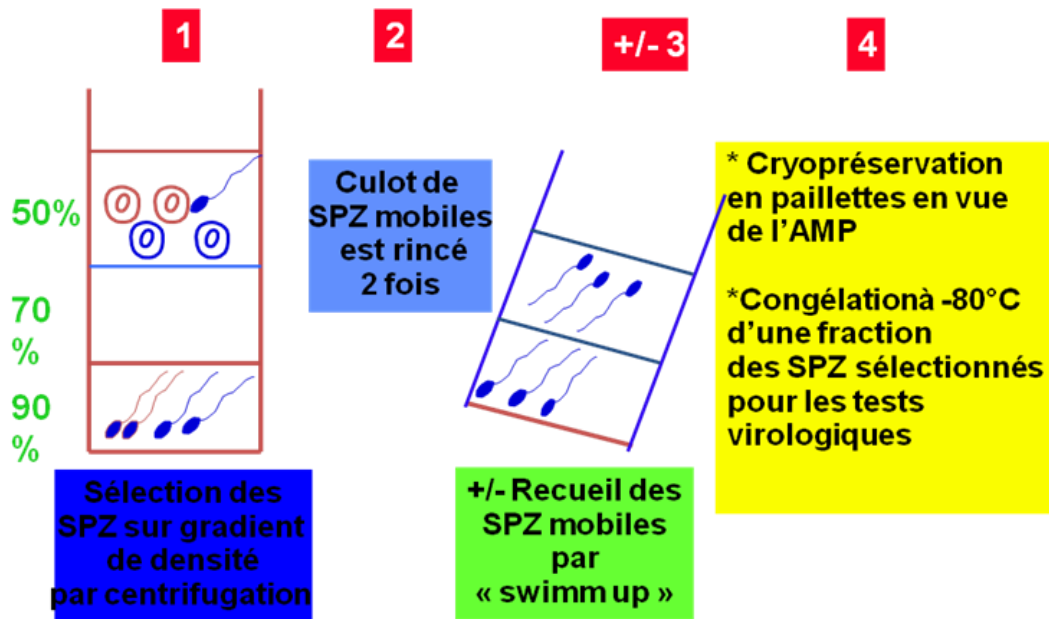 1
2
+/- 3
4
50%
70
%
90
%
Sélection des
SPZ sur gradient
de densité
par centrifugation
Culot de
SPZ mobiles
est rincé
2 fois
+/- Recueil des
SPZ mobiles
par
« swimm up »
* Cryopréservation
en paillettes en vue
de l’AMP
*Congélationà -80°C
d’une fraction
des SPZ sélectionnés
pour les tests
virologiques